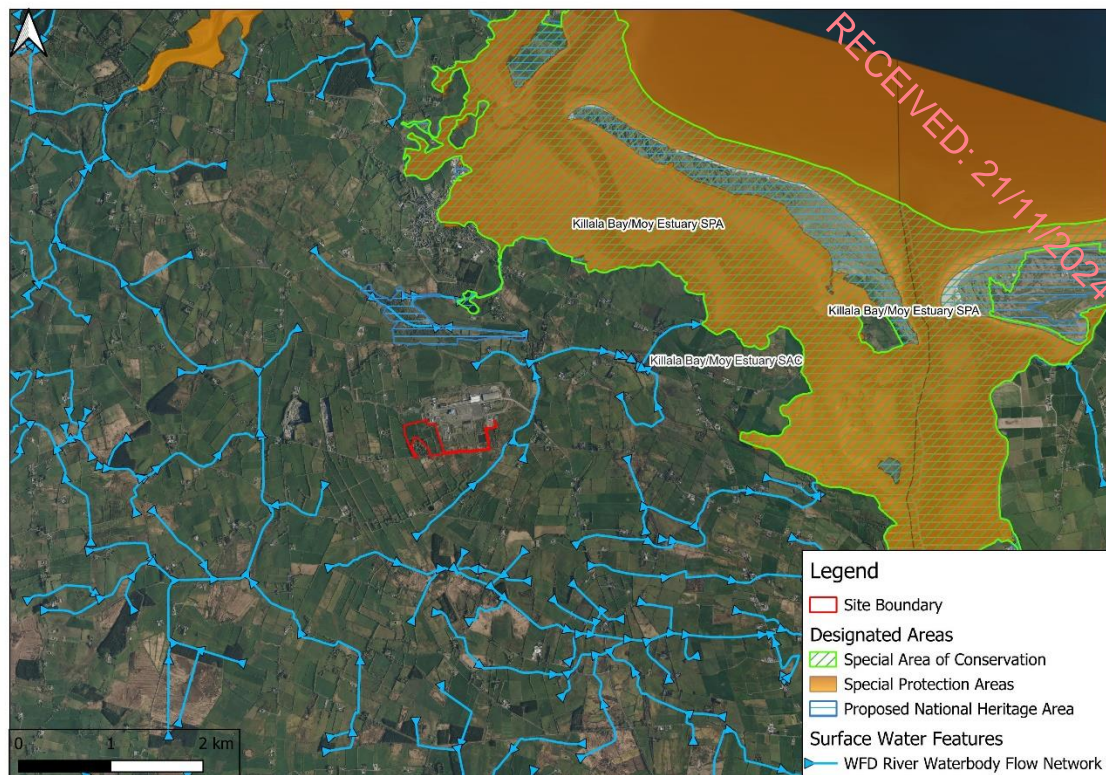 RECEIVED: 21/11/2024
Killala Bay/Moy Estuary SPA
Killala Bay/Moy Estuary SPA
Killala Bay/Moy Estuary SAC
Legend
Site Boundary
Designated Areas
Special Area of Conservation
Special Protection Areas
Proposed National Heritage Area
Surface Water Features
WFD River Waterbody Flow Network
0 1 2 km